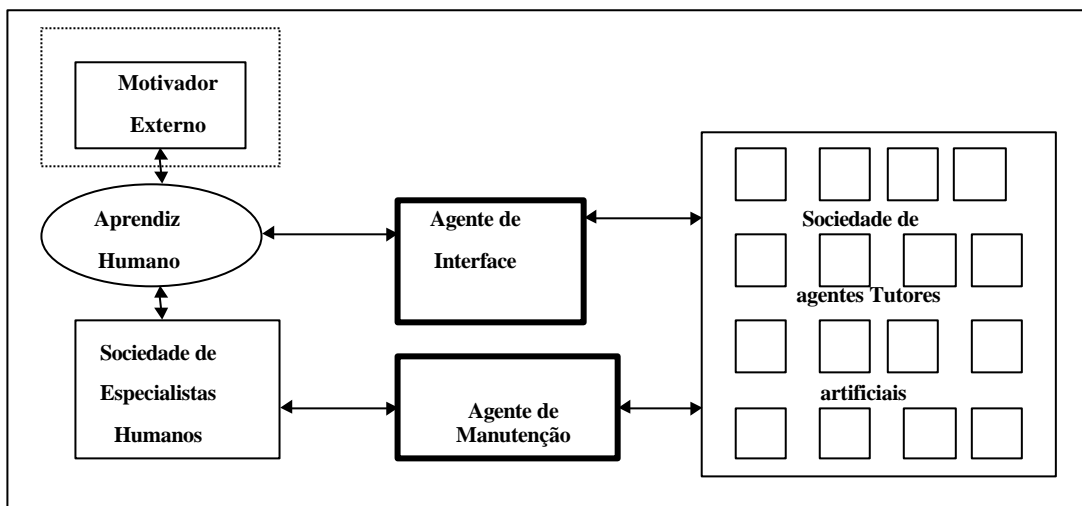 Motivador
Externo
Aprendiz
Humano
Agente de
Interface
Sociedade de
agentes Tutores
artificiais
Sociedade de
Especialistas
Humanos
Agente de
Manutenção